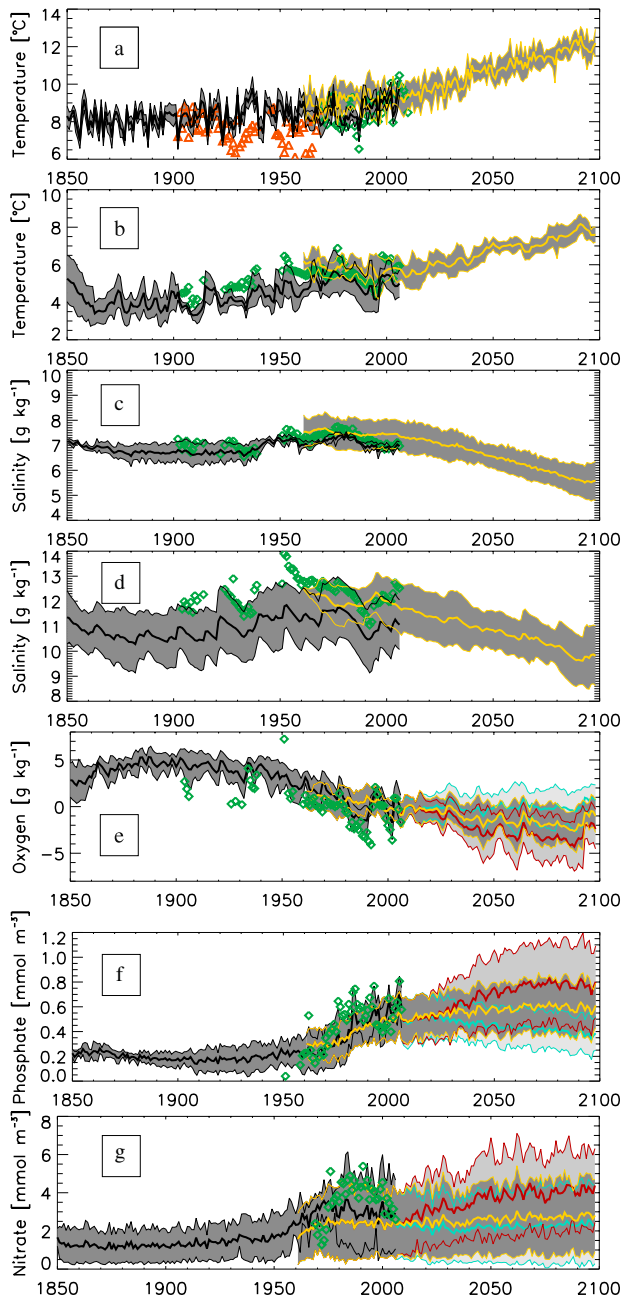 Temperature [°C]
14
12
10
8
6
a
1850 1900 1950 2000 2050 2100
Temperature [°C]
10
8
6
4
2
b
1850 1900 1950 2000 2050 2100
Salinity [g kg⁻¹]
10
9
8
7
6
5
4
c
1850 1900 1950 2000 2050 2100
Salinity [g kg⁻¹]
14
13
12
11
10
9
8
d
1850 1900 1950 2000 2050 2100
Oxygen [g kg⁻¹]
5
0
−5
e
1850 1900 1950 2000 2050 2100
Phosphate [mmol m⁻³]
1.2
1.0
0.8
0.6
0.4
0.2
0.0
f
1850 1900 1950 2000 2050 2100
Nitrate [mmol m⁻³]
8
6
4
2
0
g
1850 1900 1950 2000 2050 2100